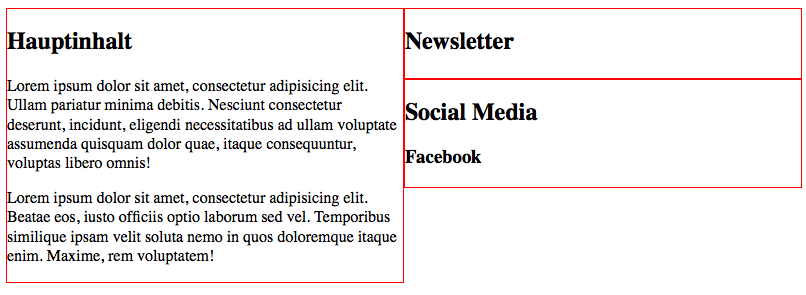 Hauptinhalt
Lorem ipsum dolor sit amet, consectetur adipisicing elit.
Ullam pariatur minima debitis. Nesciunt consectetur
deserunt, incidunt, eligendi necessitatibus ad ullam voluptate
assumenda quisquam dolor quae, itaque consequuntur,
voluptas libero omnis!
Lorem ipsum dolor sit amet, consectetur adipisicing elit.
Beatae eos, iusto officiis optio laborum sed vel. Temporibus
similique ipsam velit soluta nemo in quos doloremque itaque
enim. Maxime, rem voluptatem!
Newsletter
Social Media
Facebook